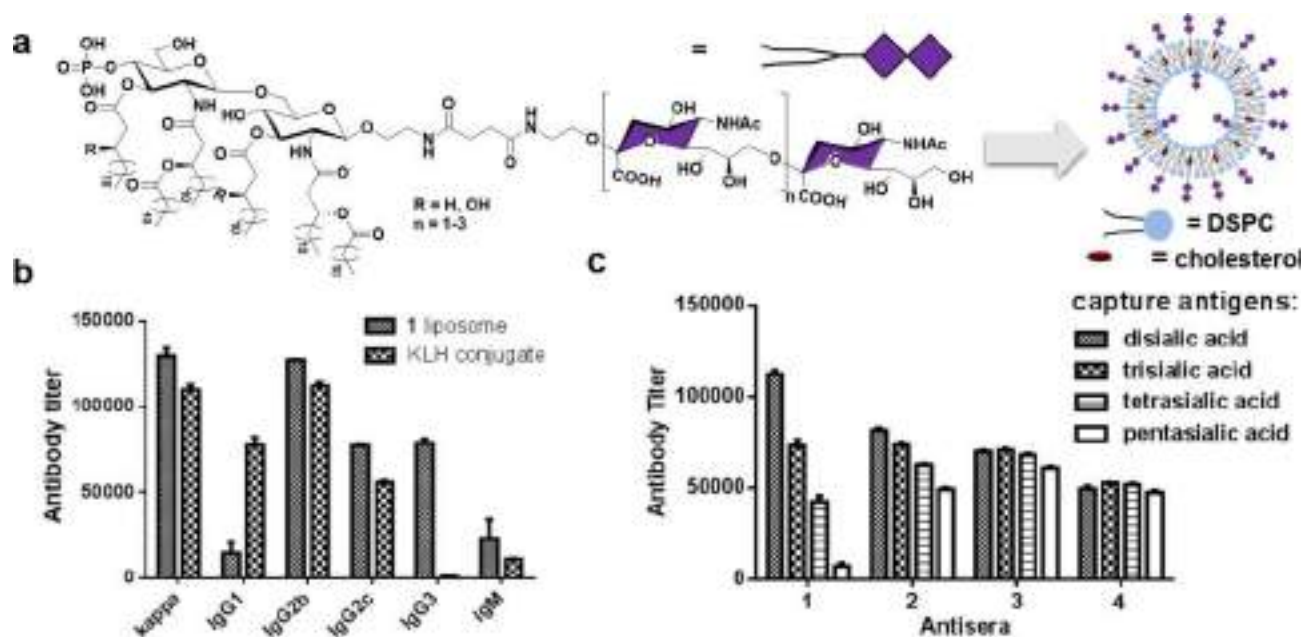 a
OH
O=P-O
OH
OH
O
HO
NH
R
R = H, OH
n = 1-3
=
OH
NHAc
HO
COOH
OH
n
OH
NHAc
COOH
HO
OH
OH
= DSPC
= cholesterol
b
Antibody titer
150000
100000
50000
0
1 liposome
KLH conjugate
kappa
IgG1
IgG2b
IgG2c
IgG3
IgM
c
Antibody Titer
150000
100000
50000
0
capture antigens:
disialic acid
trisialic acid
tetrasialic acid
pentasialic acid
1 2 3 4
Antisera